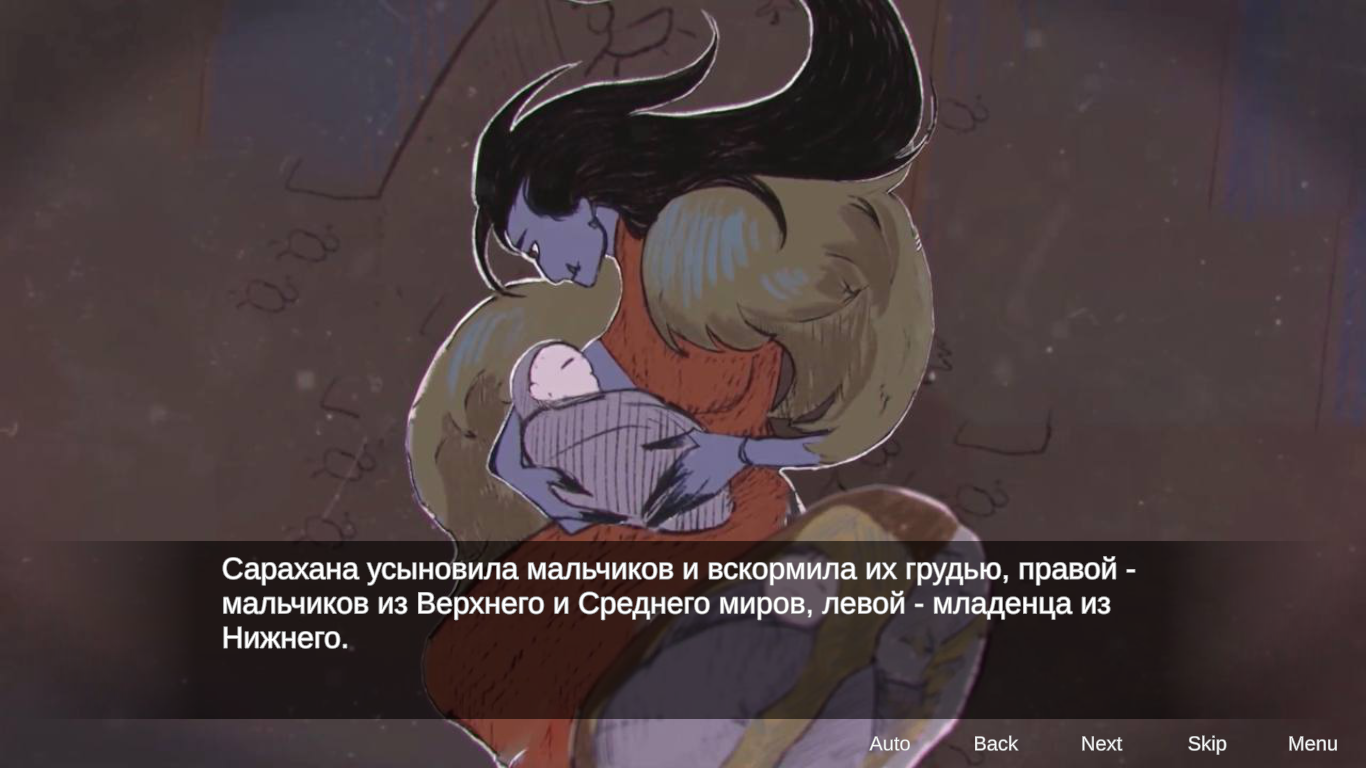 Сарахана усыновила мальчиков и вскормила их грудью, правой -
мальчиков из Верхнего и Среднего миров, левой - младенца из
Нижнего.
Auto Back Next Skip Menu